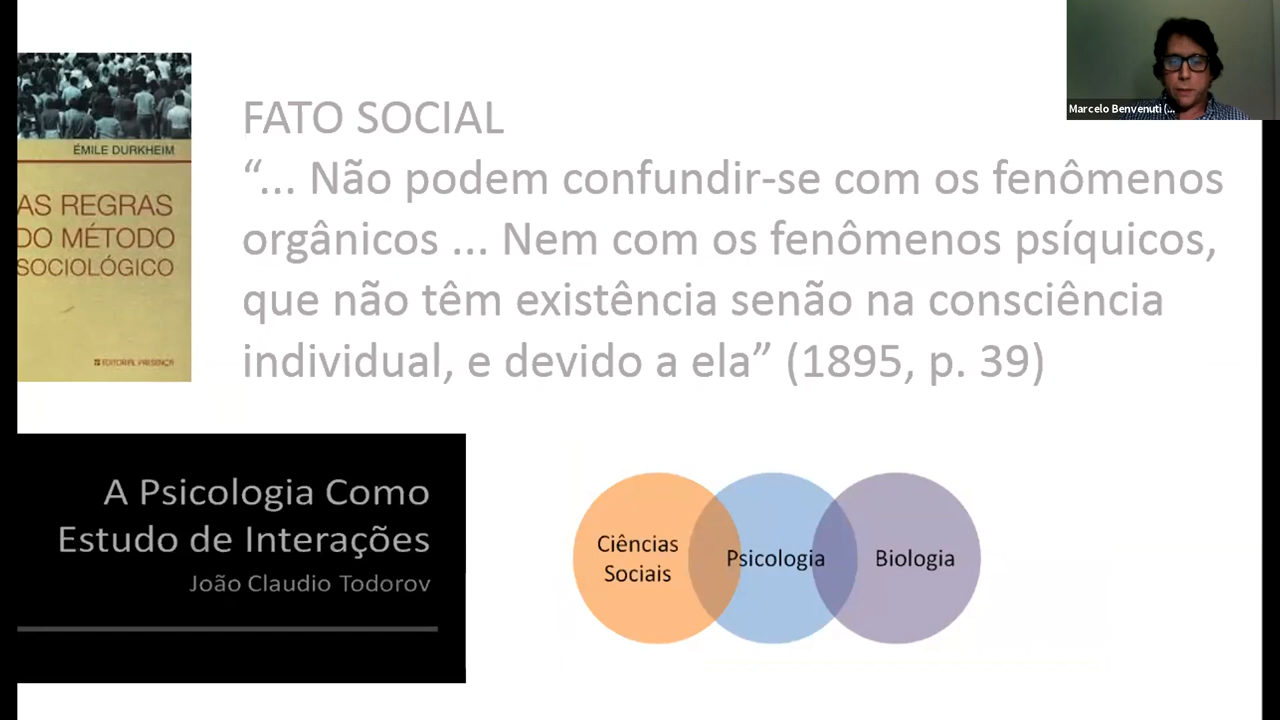 Marcelo Benvenuti (...
ÉMILE DURKHEIM
AS REGRAS
DO MÉTODO
SOCIOLÓGICO
EDITORIAL PRESENÇA
FATO SOCIAL
“... Não podem confundir-se com os fenômenos
orgânicos ... Nem com os fenômenos psíquicos,
que não têm existência senão na consciência
individual, e devido a ela” (1895, p. 39)
A Psicologia Como
Estudo de Interações
João Claudio Todorov
Ciências
Sociais
Psicologia
Biologia